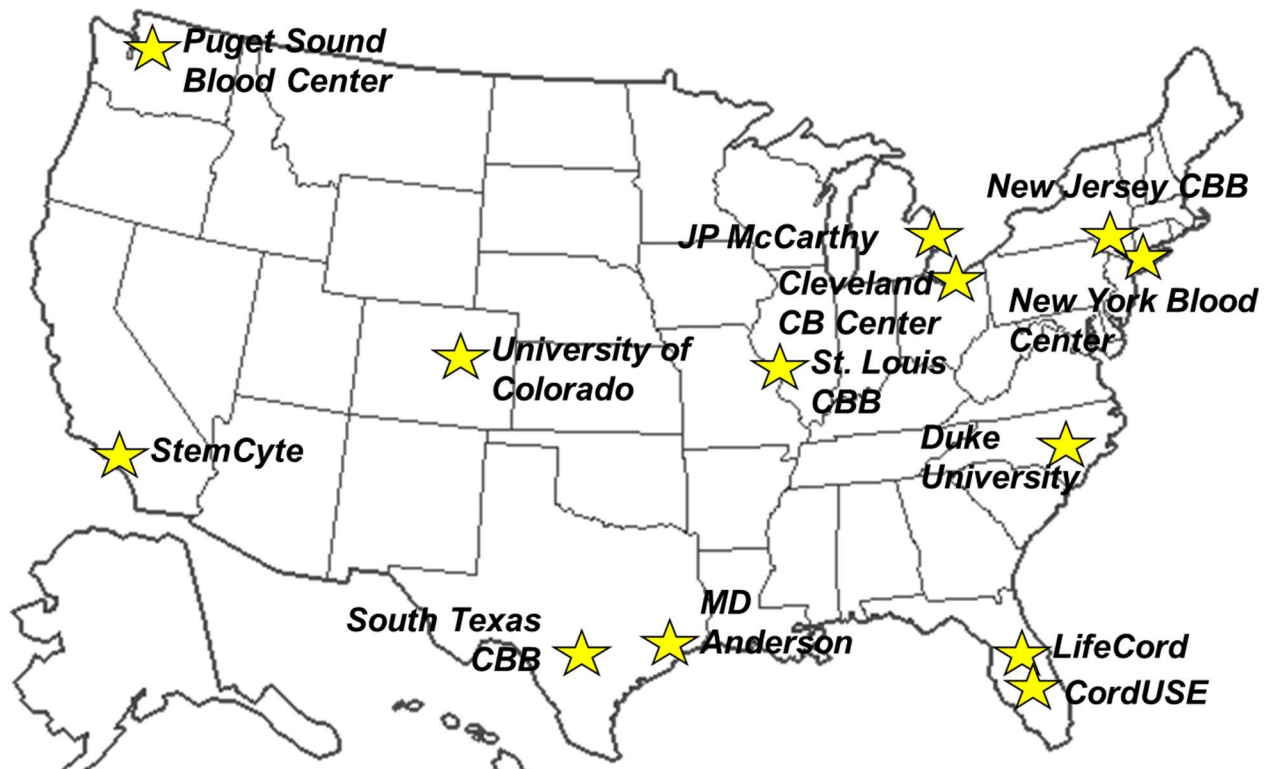 Puget Sound
Blood Center
New Jersey CBB
JP McCarthy
Cleveland
CB Center
New York Blood
Center
University of
Colorado
St. Louis
CBB
StemCyte
Duke
University
South Texas
CBB
MD
Anderson
LifeCord
CordUSE